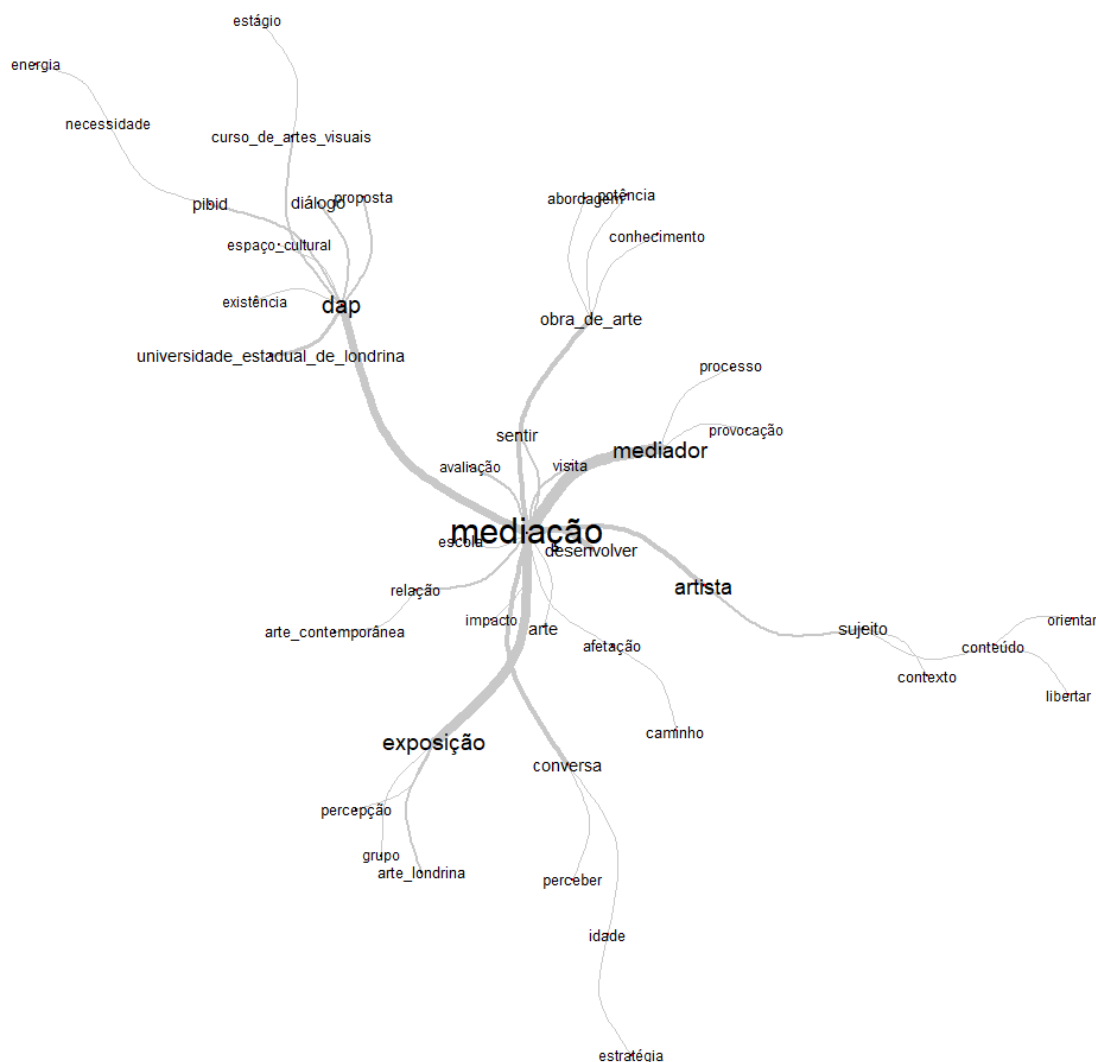 estágio
energia
necessidade
curso_de_artes_visuais
pibid
diálogo
proposta
abordagem
potência
conhecimento
espaço_cultural
existência
dap
obra_de_arte
universidade_estadual_de_londrina
processo
provocação
sentir
mediador
avaliação
visita
mediação
escola
desenvolver
relação
artista
impacto
arte
arte_contemporânea
afetação
sujeito
orientar
conteúdo
contexto
libertar
caminho
exposição
conversa
percepção
grupo
arte_londrina
perceber
idade
estratégia